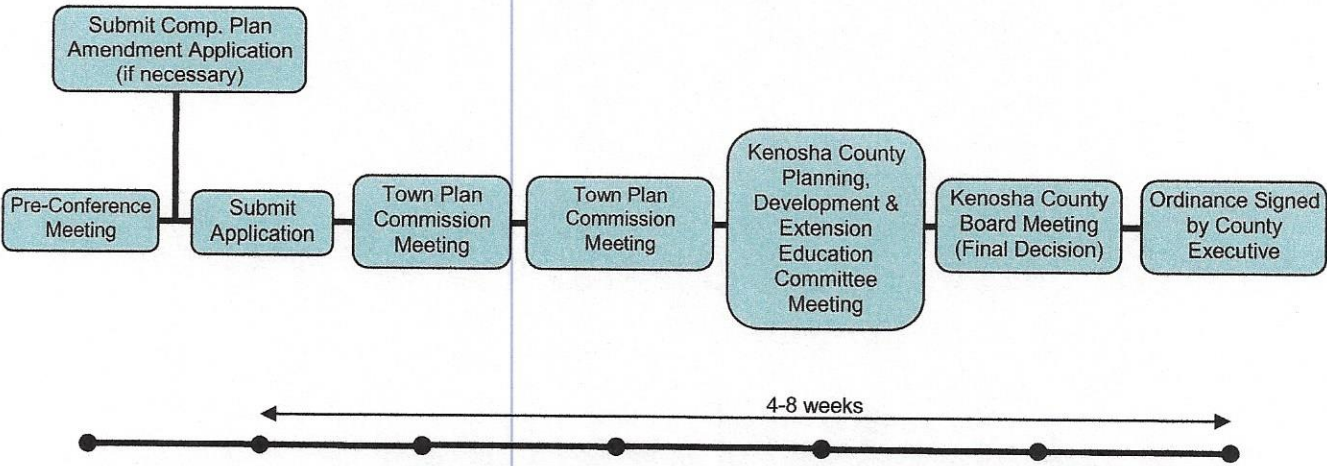 Submit Comp. Plan
Amendment Application
(if necessary)
Pre-Conference
Meeting
Submit
Application
Town Plan
Commission
Meeting
Town Plan
Commission
Meeting
Kenosha County
Planning,
Development &
Extension
Education
Committee
Meeting
Kenosha County
Board Meeting
(Final Decision)
Ordinance Signed
by County
Executive
4-8 weeks